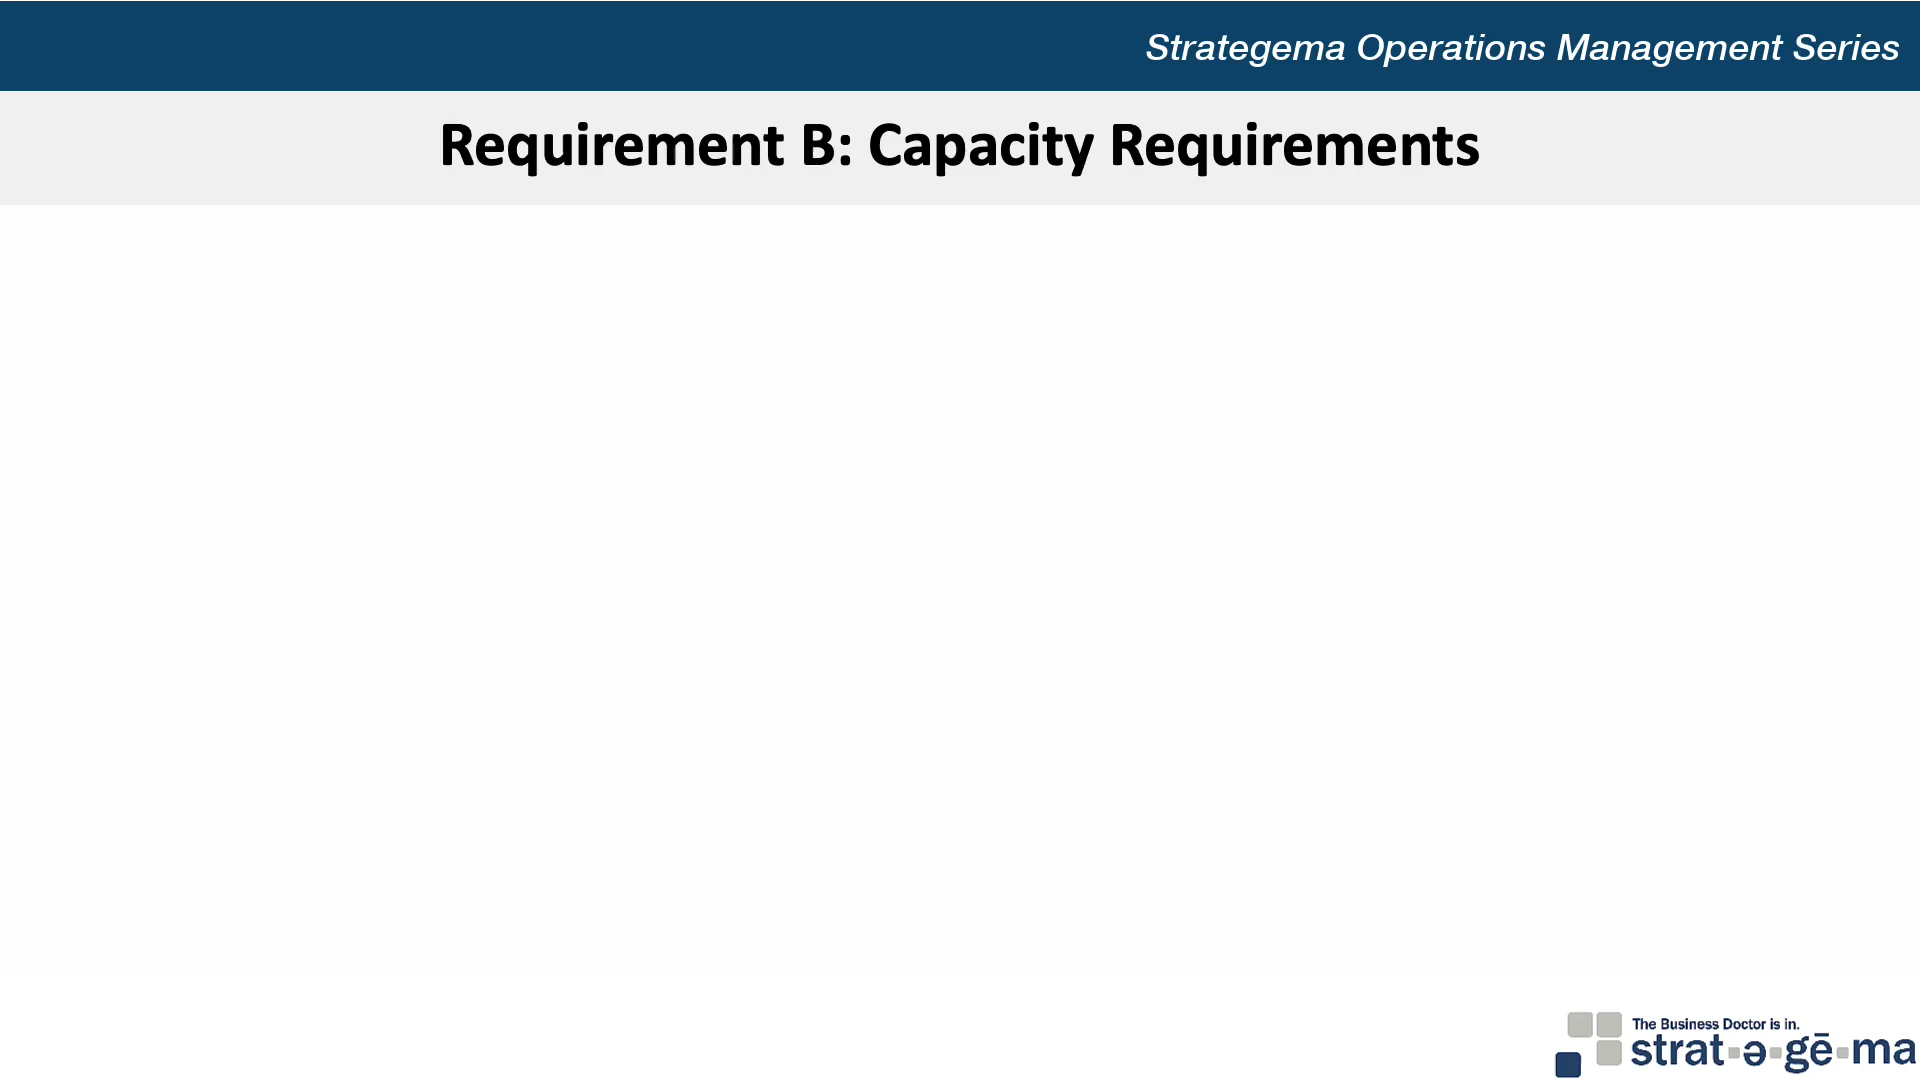 Strategema Operations Management Series
Requirement B: Capacity Requirements
The Business Doctor is in.
strat▪ə▪gē▪ma